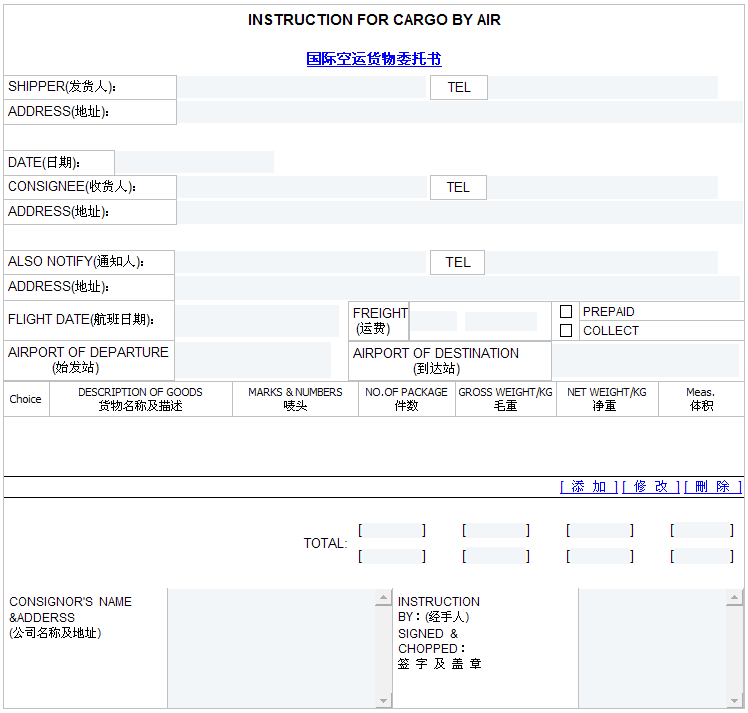 INSTRUCTION FOR CARGO BY AIR
国际空运货物委托书
SHIPPER(发货人):
TEL
ADDRESS(地址):
DATE(日期):
CONSIGNEE(收货人):
TEL
ADDRESS(地址):
ALSO NOTIFY(通知人):
TEL
ADDRESS(地址):
FLIGHT DATE(航班日期):
FREIGHT
(运费)
PREPAID
COLLECT
AIRPORT OF DEPARTURE
(始发站)
AIRPORT OF DESTINATION
(到达站)
Choice
DESCRIPTION OF GOODS
货物名称及描述
MARKS & NUMBERS
唛头
NO.OF PACKAGE
件数
GROSS WEIGHT/KG
毛重
NET WEIGHT/KG
净重
Meas.
体积
[ 添 加 ] [ 修 改 ] [ 删 除 ]
TOTAL:
[ ] [ ] [ ] [ ]
[ ] [ ] [ ] [ ]
CONSIGNOR'S NAME
&ADDERSS
(公司名称及地址)
INSTRUCTION
BY：(经手人)
SIGNED &
CHOPPED：
签 字 及 盖 章